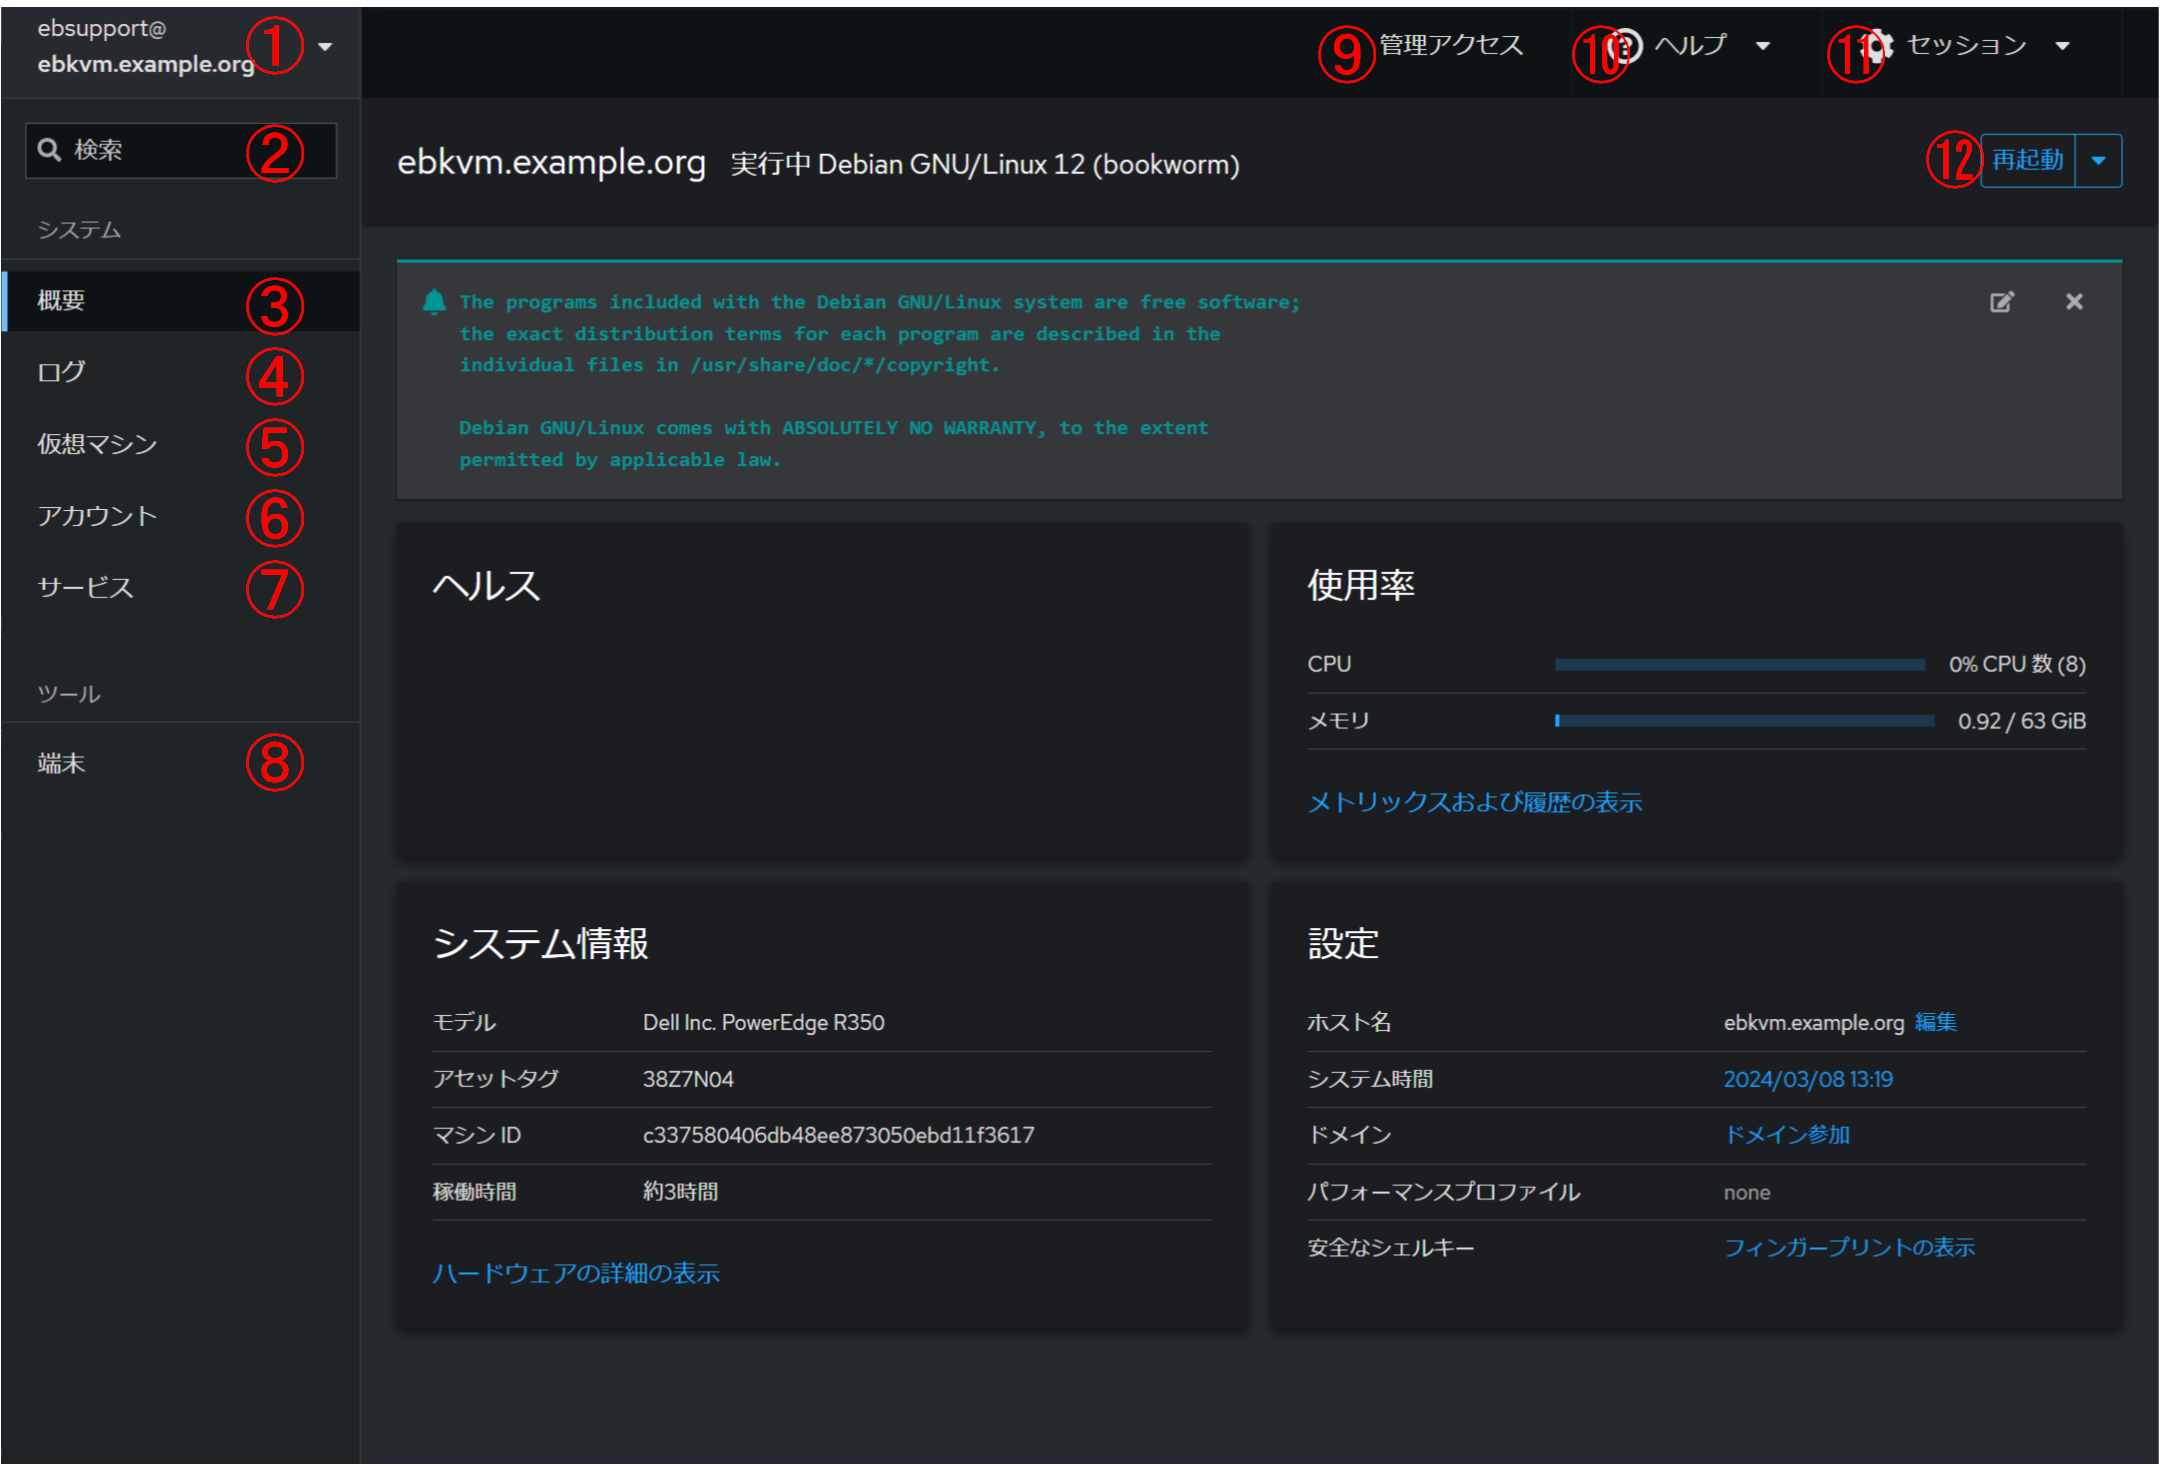 ebsupport@
ebkvm.example.org
①
⑨
管理アクセス
⑩
ヘルプ
⑪
セッション
検索
②
ebkvm.example.org 実行中 Debian GNU/Linux 12 (bookworm)
⑫
再起動
システム
概要
③
ログ
④
仮想マシン
⑤
アカウント
⑥
サービス
⑦
ツール
端末
⑧
The programs included with the Debian GNU/Linux system are free software;
the exact distribution terms for each program are described in the
individual files in /usr/share/doc/*/copyright.
Debian GNU/Linux comes with ABSOLUTELY NO WARRANTY, to the extent
permitted by applicable law.
ヘルス
使用率
CPU 0% CPU 数 (8)
メモリ 0.92 / 63 GiB
メトリックスおよび履歴の表示
システム情報
モデル Dell Inc. PowerEdge R350
アセットタグ 38Z7N04
マシン ID c337580406db48ee873050ebd11f3617
稼働時間 約3時間
ハードウェアの詳細の表示
設定
ホスト名 ebkvm.example.org 編集
システム時間 2024/03/08 13:19
ドメイン ドメイン参加
パフォーマンスプロファイル none
安全なシェルキー フィンガープリントの表示